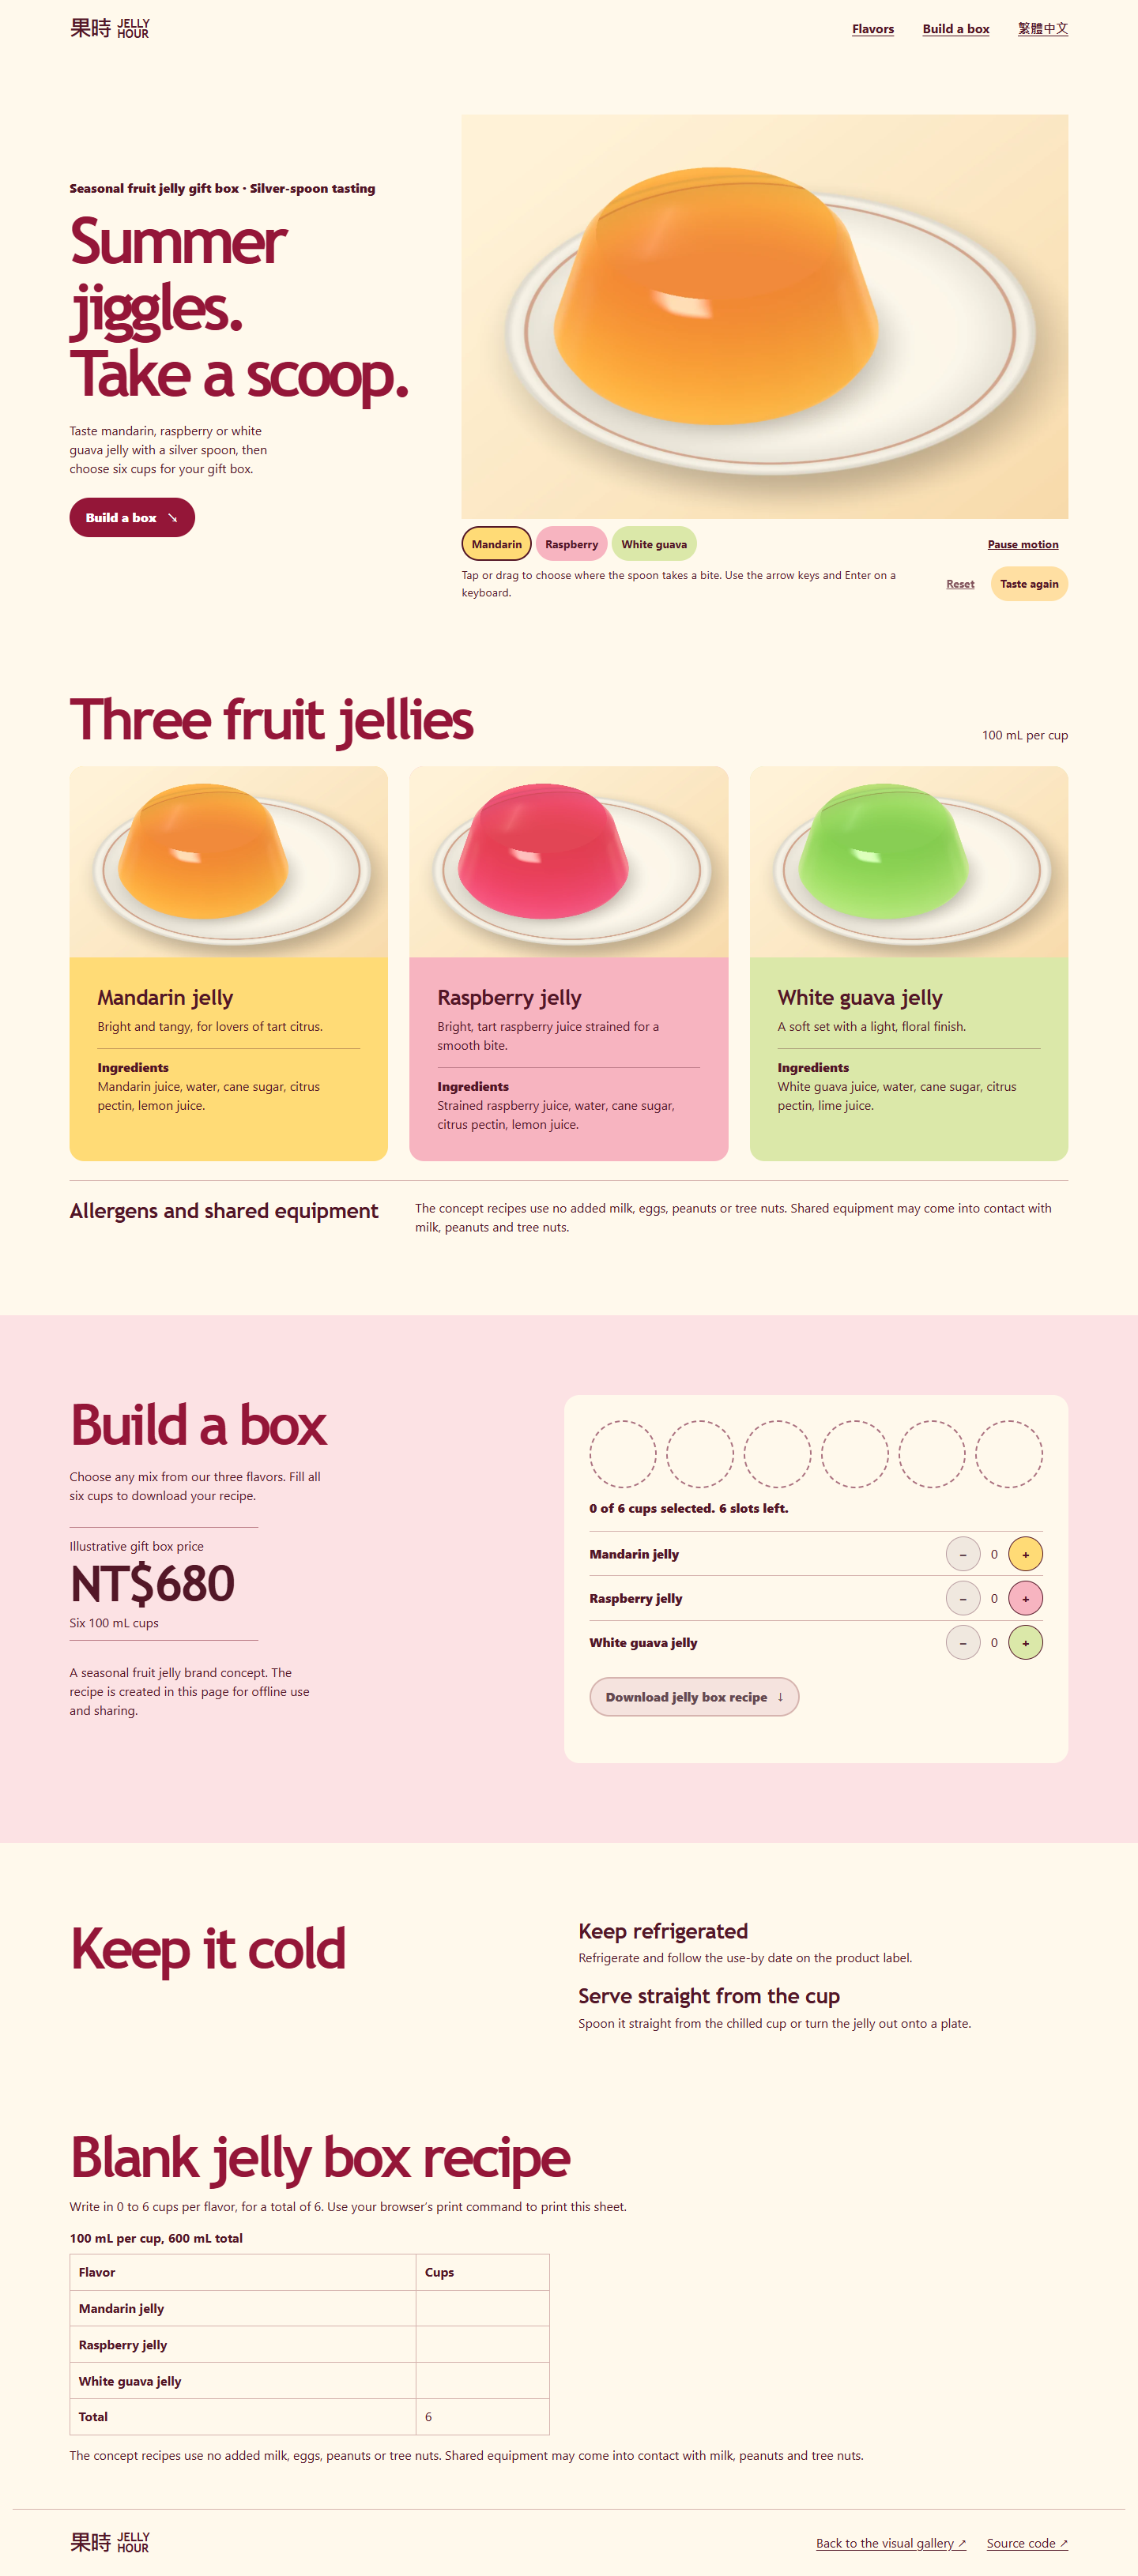 果時 JELLY HOUR
Flavors Build a box 繁體中文
Seasonal fruit jelly gift box · Silver-spoon tasting
Summer
jiggles.
Take a scoop.
Taste mandarin, raspberry or white
guava jelly with a silver spoon, then
choose six cups for your gift box.
Build a box ↘
Mandarin Raspberry White guava Pause motion
Tap or drag to choose where the spoon takes a bite. Use the arrow keys and Enter on a
keyboard.
Reset Taste again
Three fruit jellies
100 mL per cup
Mandarin jelly
Bright and tangy, for lovers of tart citrus.
Ingredients
Mandarin juice, water, cane sugar, citrus
pectin, lemon juice.
Raspberry jelly
Bright, tart raspberry juice strained for a
smooth bite.
Ingredients
Strained raspberry juice, water, cane sugar,
citrus pectin, lemon juice.
White guava jelly
A soft set with a light, floral finish.
Ingredients
White guava juice, water, cane sugar, citrus
pectin, lime juice.
Allergens and shared equipment
The concept recipes use no added milk, eggs, peanuts or tree nuts. Shared equipment may come into contact with
milk, peanuts and tree nuts.
Build a box
Choose any mix from our three flavors. Fill all
six cups to download your recipe.
Illustrative gift box price
NT$680
Six 100 mL cups
A seasonal fruit jelly brand concept. The
recipe is created in this page for offline use
and sharing.
0 of 6 cups selected. 6 slots left.
Mandarin jelly − 0 +
Raspberry jelly − 0 +
White guava jelly − 0 +
Download jelly box recipe ↓
Keep it cold
Keep refrigerated
Refrigerate and follow the use-by date on the product label.
Serve straight from the cup
Spoon it straight from the chilled cup or turn the jelly out onto a plate.
Blank jelly box recipe
Write in 0 to 6 cups per flavor, for a total of 6. Use your browser's print command to print this sheet.
100 mL per cup, 600 mL total
Flavor Cups
Mandarin jelly
Raspberry jelly
White guava jelly
Total 6
The concept recipes use no added milk, eggs, peanuts or tree nuts. Shared equipment may come into contact with milk, peanuts and tree nuts.
果時 JELLY HOUR
Back to the visual gallery ↗ Source code ↗